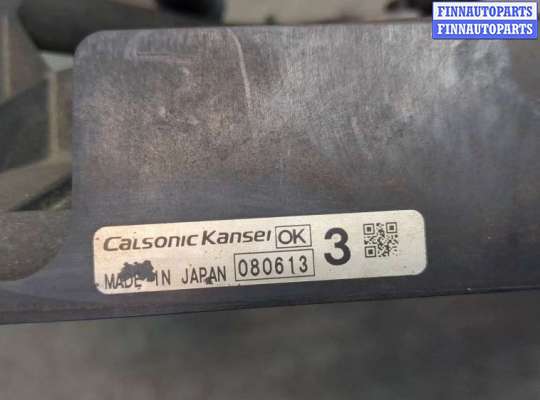 FINNAUTOPARTS
FINNAUTOPARTS
CALSONIC KANSEI OK 3
MADE IN JAPAN 080613